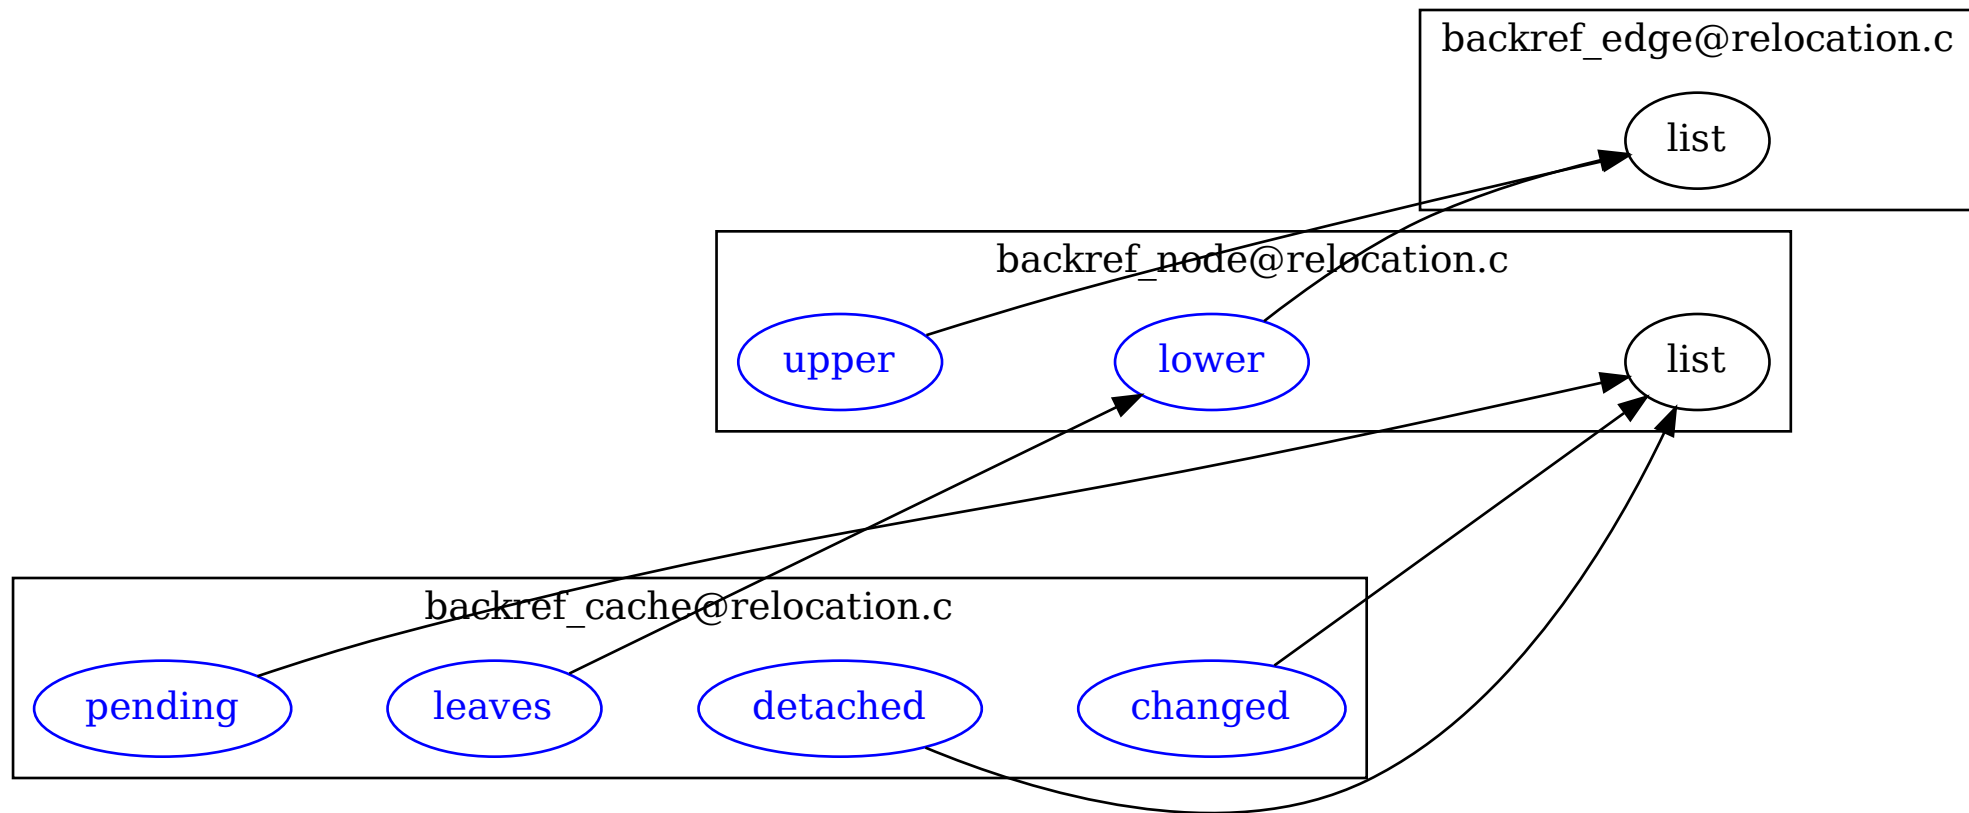 backref_edge@relocation.c
list
backref_node@relocation.c
upper lower list
backref_cache@relocation.c
pending leaves detached changed